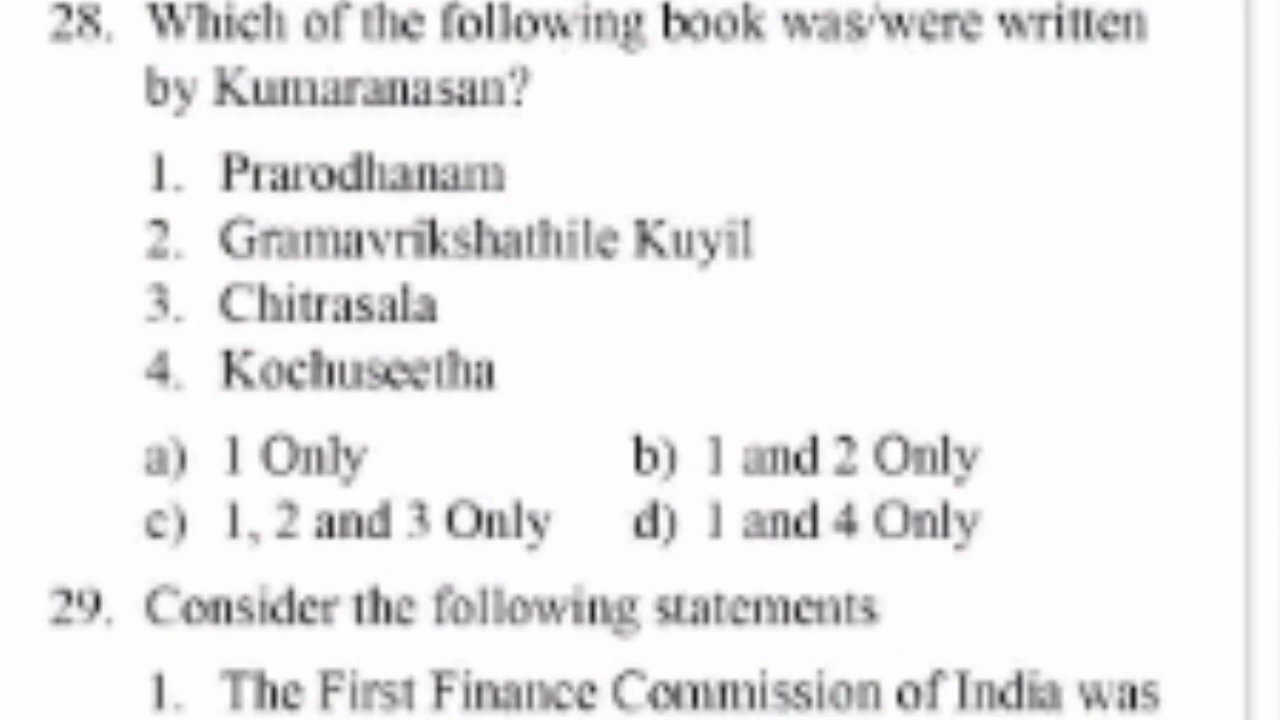 28. Which of the following book was/were written
by Kumaranasan?
1. Prarodhanam
2. Gramavrikshathile Kuyil
3. Chitrasala
4. Kochuseetha
a) 1 Only b) 1 and 2 Only
c) 1, 2 and 3 Only d) 1 and 4 Only
29. Consider the following statements
1. The First Finance Commission of India was